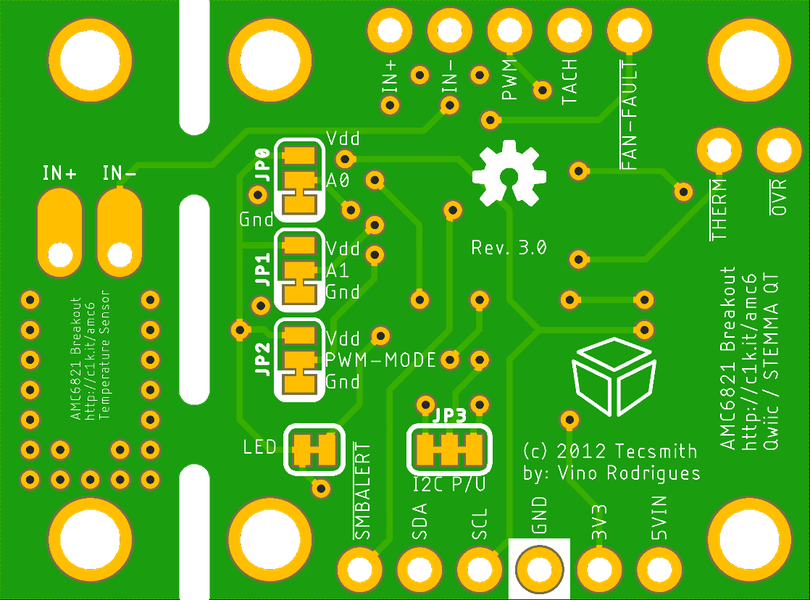 IN+
IN-
PWM
TACH
FAN-FAULT
THERM
OVR
IN+ IN-
JP0
Vdd
A0
Gnd
JP1
Vdd
A1
Gnd
JP2
Vdd
PWM-MODE
Gnd
Rev. 3.0
AMC6821 Breakout
http://c1k.it/amc6
Temperature Sensor
AMC6821 Breakout
http://c1k.it/amc6
Qwiic // STEMMA QT
LED
JP3
I2C P/U
(c) 2012 Tecsmith
by: Vino Rodrigues
SMBALERT
SDA
SCL
GND
3V3
5VIN